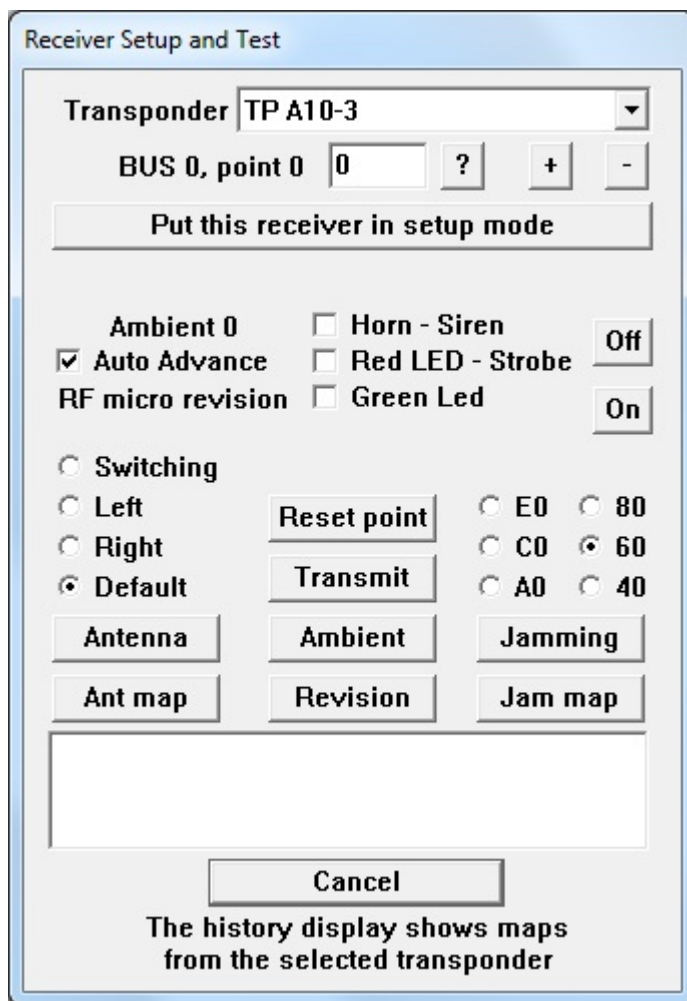 Receiver Setup and Test
Transponder TP A10-3
BUS 0, point 0 0 ? + -
Put this receiver in setup mode
Ambient 0 Horn - Siren Off
Auto Advance Red LED - Strobe
RF micro revision Green Led On
Switching
Left Reset point E0 80
Right C0 60
Default Transmit A0 40
Antenna Ambient Jamming
Ant map Revision Jam map
Cancel
The history display shows maps
from the selected transponder